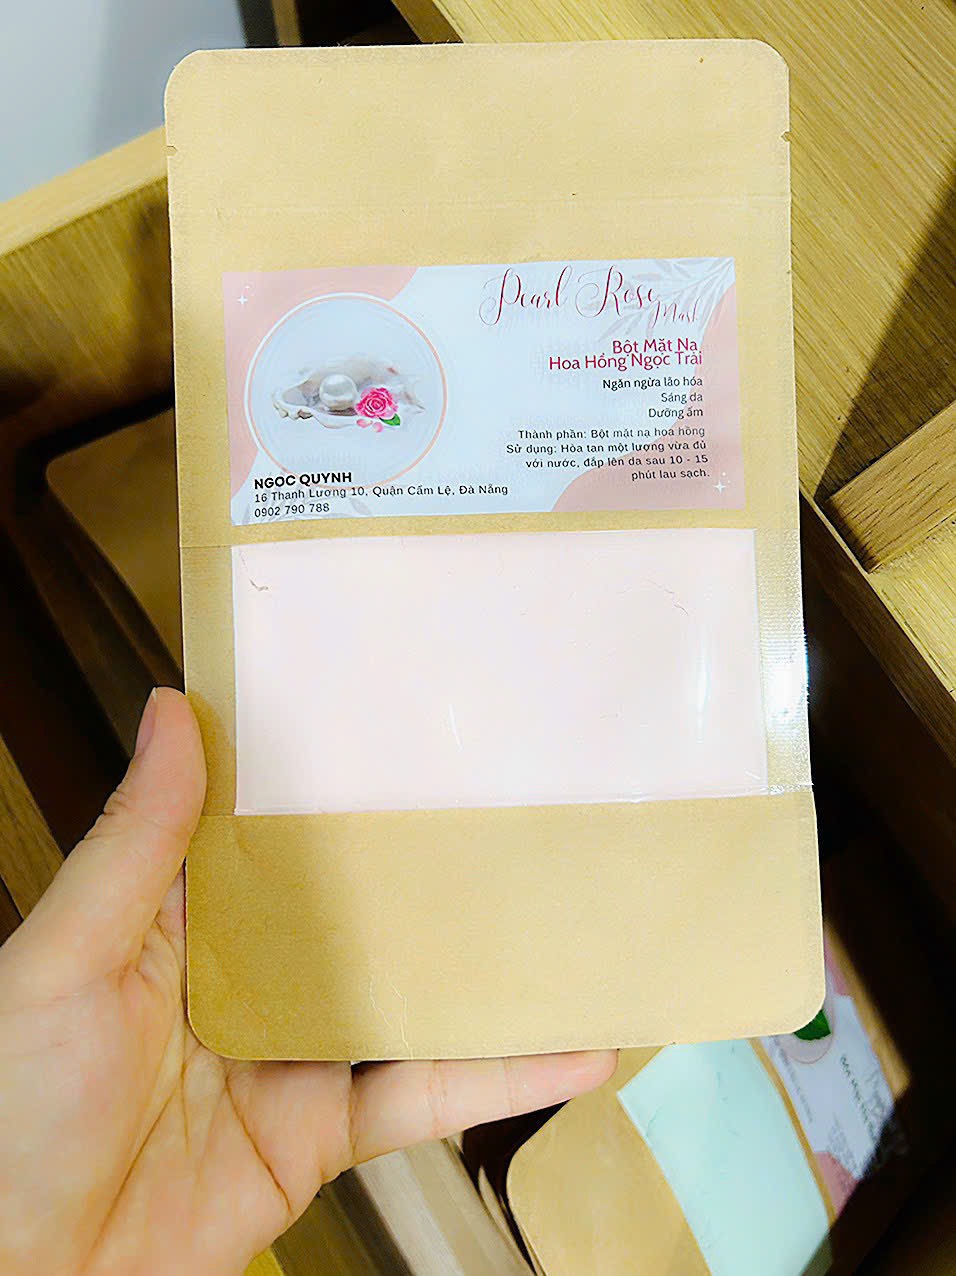 Pearl Rose
Mask
Bột Mặt Nạ
Hoa Hồng Ngọc Trai
Ngăn ngừa lão hóa
Sáng da
Dưỡng ẩm
Thành phần: Bột mặt nạ hoa hồng
Sử dụng: Hòa tan một lượng vừa đủ
với nước, đắp lên da sau 10 - 15
phút lau sạch.
NGỌC QUỲNH
16 Thanh Lương 10, Quận Cẩm Lệ, Đà Nẵng
0902 790 788